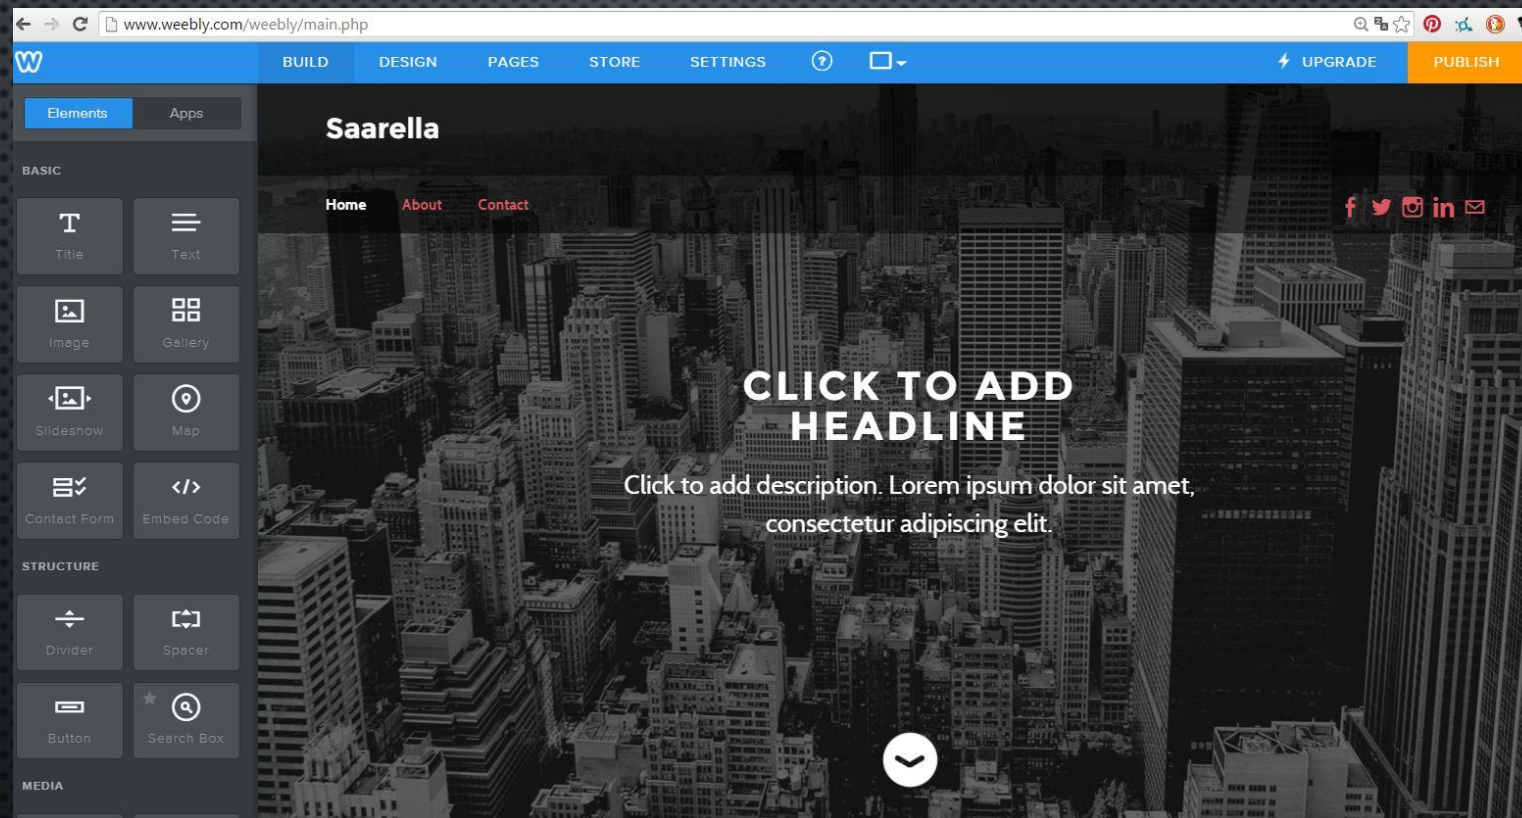 www.weebly.com/weebly/main.php
BUILD DESIGN PAGES STORE SETTINGS ? UPGRADE PUBLISH
Elements Apps
BASIC
Title Text
Image Gallery
Slideshow Map
Contact Form Embed Code
STRUCTURE
Divider Spacer
Button Search Box
MEDIA
Saarella
Home About Contact
CLICK TO ADD
HEADLINE
Click to add description. Lorem ipsum dolor sit amet,
consectetur adipiscing elit.